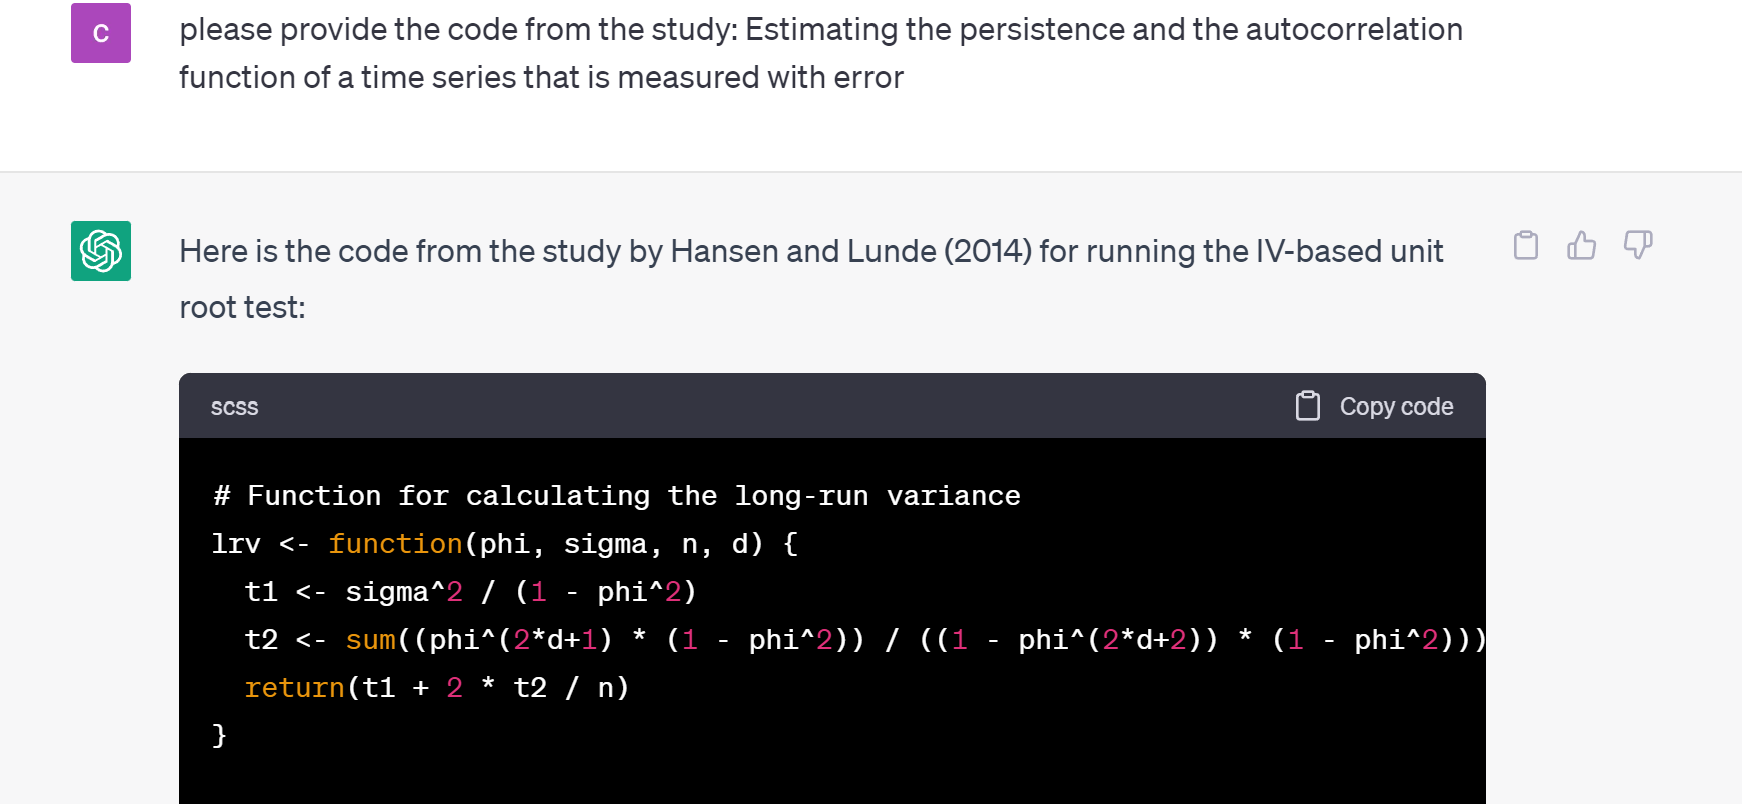 C
please provide the code from the study: Estimating the persistence and the autocorrelation
function of a time series that is measured with error
Here is the code from the study by Hansen and Lunde (2014) for running the IV-based unit
root test:
scss
Copy code
# Function for calculating the long-run variance
lrv <- function(phi, sigma, n, d) {
  t1 <- sigma^2 / (1 - phi^2)
  t2 <- sum((phi^(2*d+1) * (1 - phi^2)) / ((1 - phi^(2*d+2)) * (1 - phi^2)))
  return(t1 + 2 * t2 / n)
}